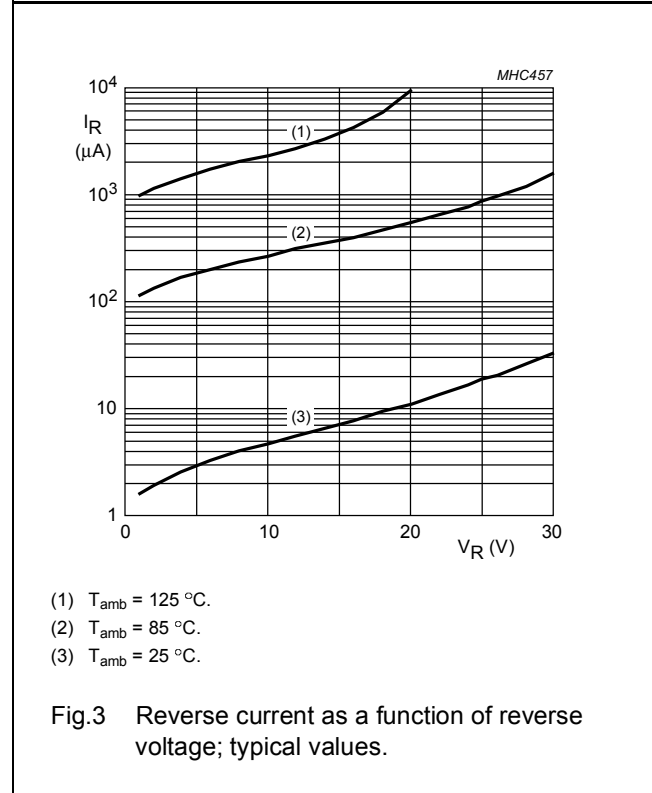 MHC457
10⁴
I_R
(μA)
10³
10²
10
1
(1)
(2)
(3)
0
10
20
30
V_R (V)
(1) T_amb = 125 °C.
(2) T_amb = 85 °C.
(3) T_amb = 25 °C.
Fig.3 Reverse current as a function of reverse
voltage; typical values.